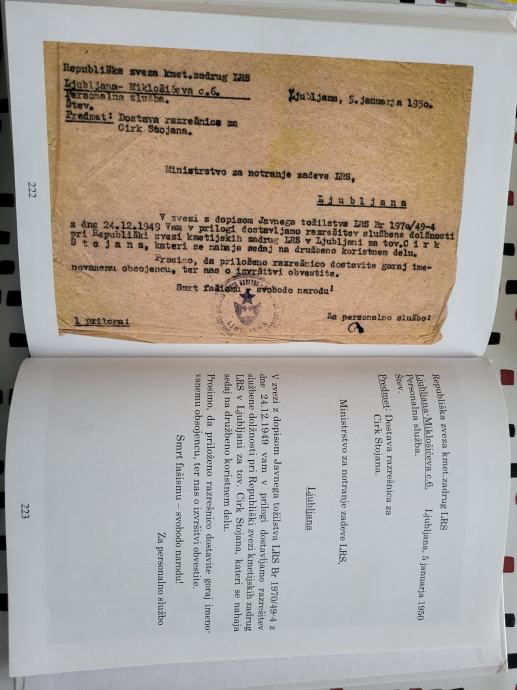 Republiška zveza kmet.zadrug LRS
Ljubljana- Miklošičeva c.6.
Personalna služba.
Štev.
Ljubljana, 5.januarja 1950.
Predmet: Dostava razrešnica za
Cirk Stojana.
Ministrstvo za notranje zadeve LRS,
Ljubljana
V zvezi z dopisom Javnega tožilstva LRS Br 1970/49-4
z dne 24.12.1949 Vam v prilogi dostavljamo razrešitev službene dolžnosti
pri Republiški zvezi kmetijskih zadrug LRS v Ljubljani za tov.Cirk
Stojana, kateri se nahaja sedaj na družbeno koristnem delu.
Prosimo, da priloženo razrešnico dostavite goraj ime-
novanemu obsojencu, ter nas o izvršitvi obvestite.
Smrt fašizmu svobodo narodu!
Za personalno službo:
1 priloga:
222
Republiška zveza kmet.zadrug LRS
Ljubljana-Miklošičeva c.6. Ljubljana, 5 januarja 1950
Personalna služba.
Štev.
Predmet: Dostava razrešnica za
Cirk Stojana.
Ministrstvo za notranje zadeve LRS,
Ljubljana
V zvezi z dopisom Javnega tožilstva LRS Br 1970/49-4 z
dne 24.12.1949 vam v prilogi dostavljamo razrešitev
službene dolžnosti pri Republiški zvezi kmetijskih zadrug
LRS v Ljubljani za tov. Cirk Stojana, kateri se nahaja
sedaj na družbeno koristnem delu.
Prosimo, da priloženo razrešnico dostavite goraj imeno-
vanemu obsojencu, ter nas o izvršitvi obvestite.
Smrt fašismu – svobodo narodu!
Za personalno službo
223